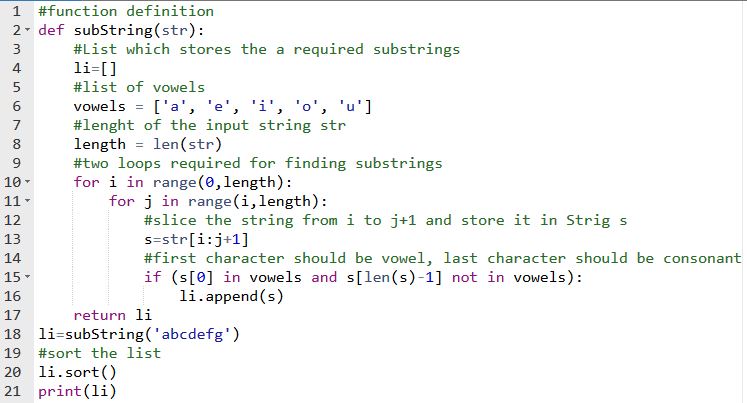 1 #function definition
2 def subString(str):
3     #List which stores the a required substrings
4     li=[]
5     #list of vowels
6     vowels = ['a', 'e', 'i', 'o', 'u']
7     #lenght of the input string str
8     length = len(str)
9     #two loops required for finding substrings
10     for i in range(0,length):
11         for j in range(i,length):
12             #slice the string from i to j+1 and store it in Strig s
13             s=str[i:j+1]
14             #first character should be vowel, last character should be consonant
15             if (s[0] in vowels and s[len(s)-1] not in vowels):
16                 li.append(s)
17     return li
18 li=subString('abcdefg')
19 #sort the list
20 li.sort()
21 print(li)